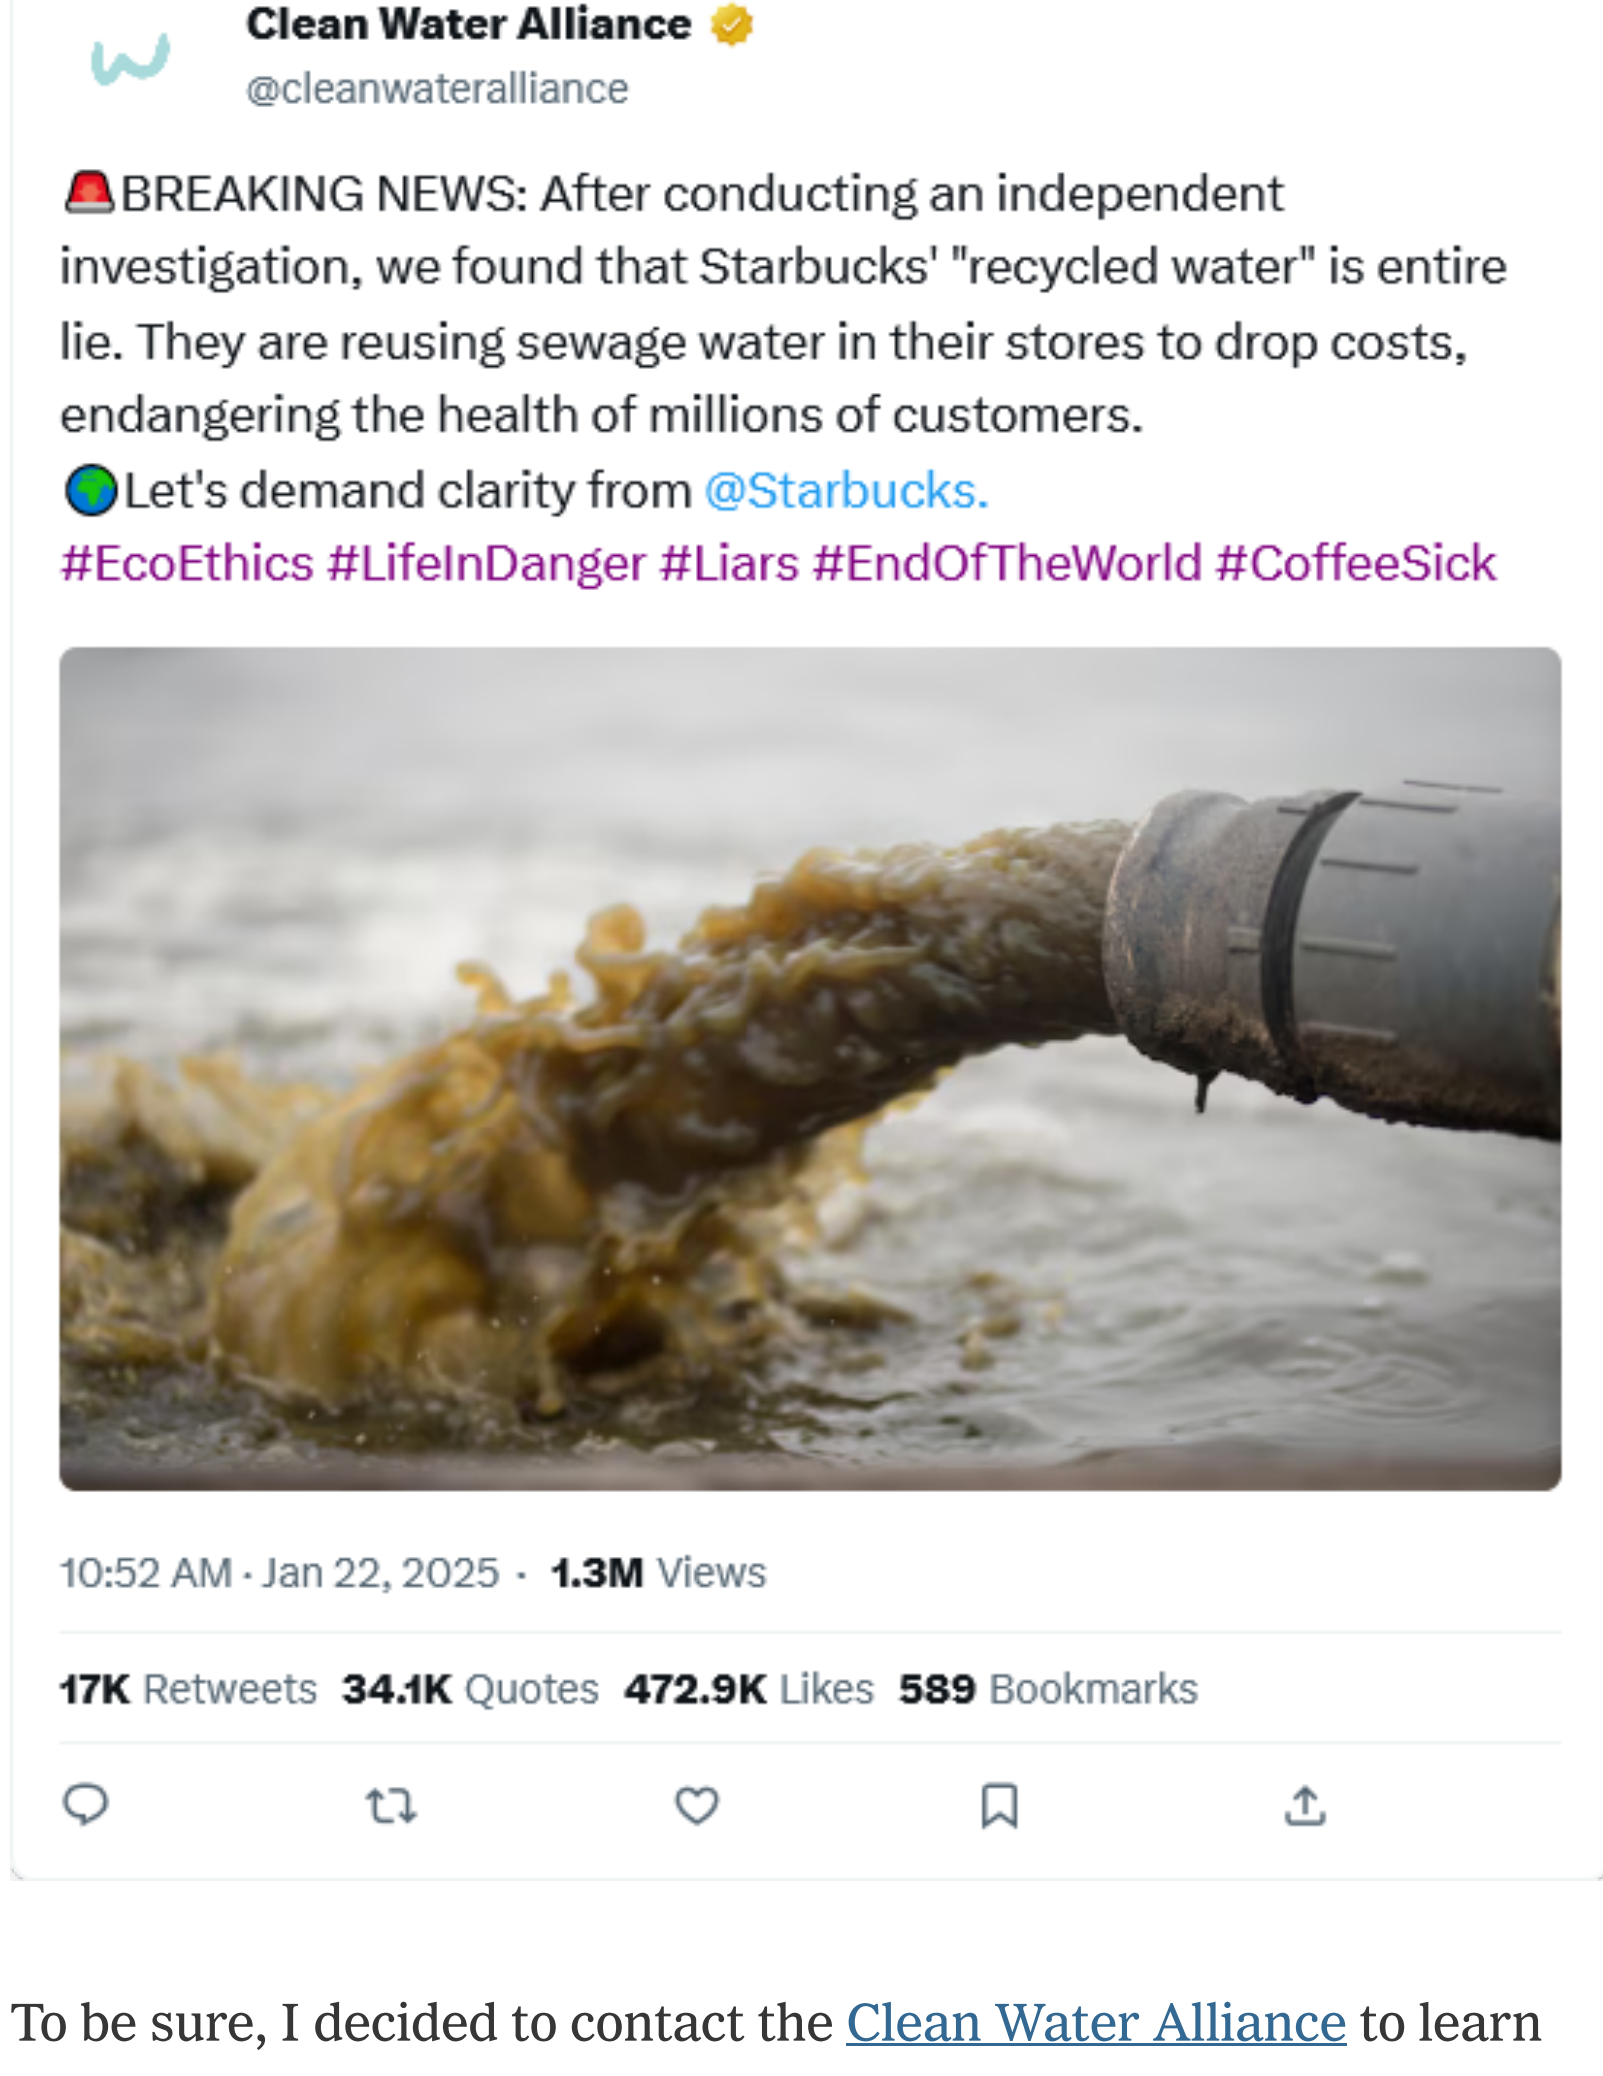 Clean Water Alliance
@cleanwateralliance
🚨BREAKING NEWS: After conducting an independent
investigation, we found that Starbucks' "recycled water" is entire
lie. They are reusing sewage water in their stores to drop costs,
endangering the health of millions of customers.
🌍Let's demand clarity from @Starbucks.
#EcoEthics #LifeInDanger #Liars #EndOfTheWorld #CoffeeSick
10:52 AM · Jan 22, 2025 · 1.3M Views
17K Retweets 34.1K Quotes 472.9K Likes 589 Bookmarks
To be sure, I decided to contact the Clean Water Alliance to learn